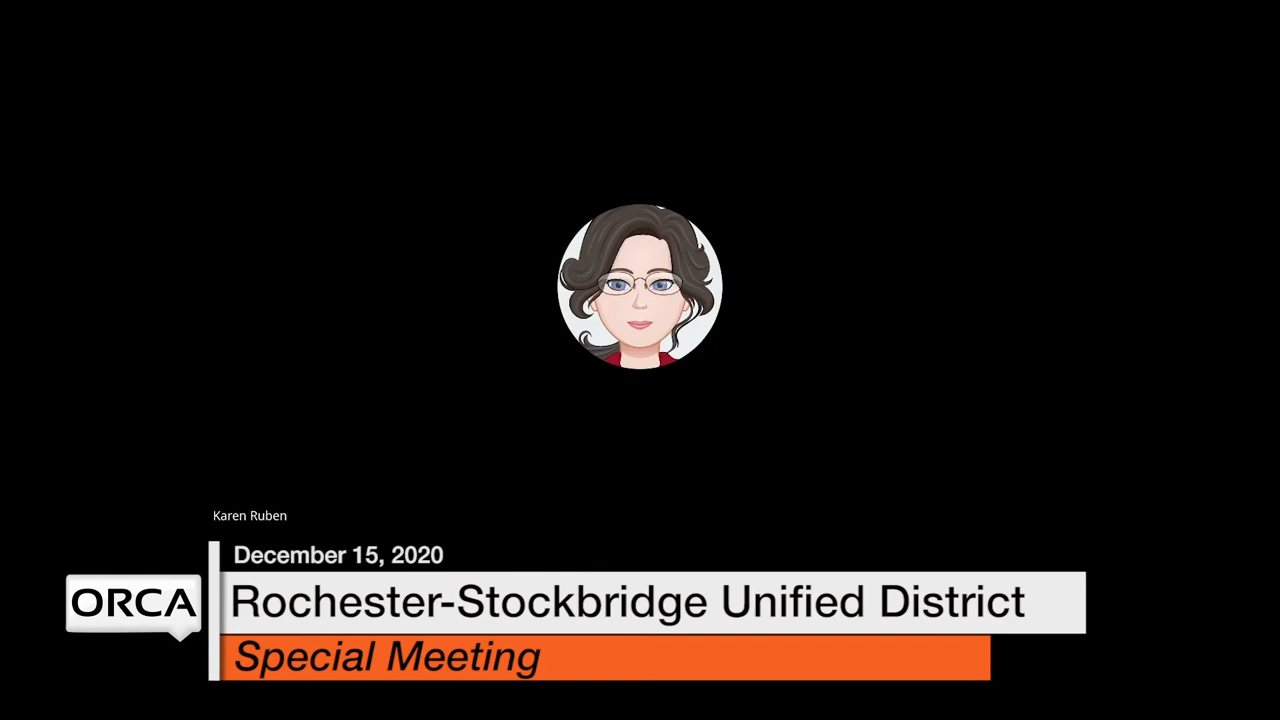 Karen Ruben
December 15, 2020
ORCA
Rochester-Stockbridge Unified District
Special Meeting